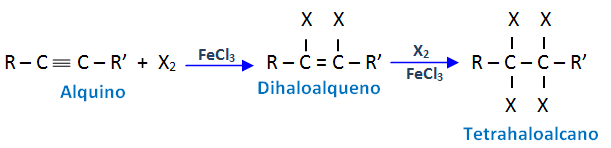 X X X X
R – C ≡ C – R’ + X₂ FeCl₃ R – C = C – R’ X₂ FeCl₃ R – C – C – R’
Alquino Dihaloalqueno X X
Tetrahaloalcano